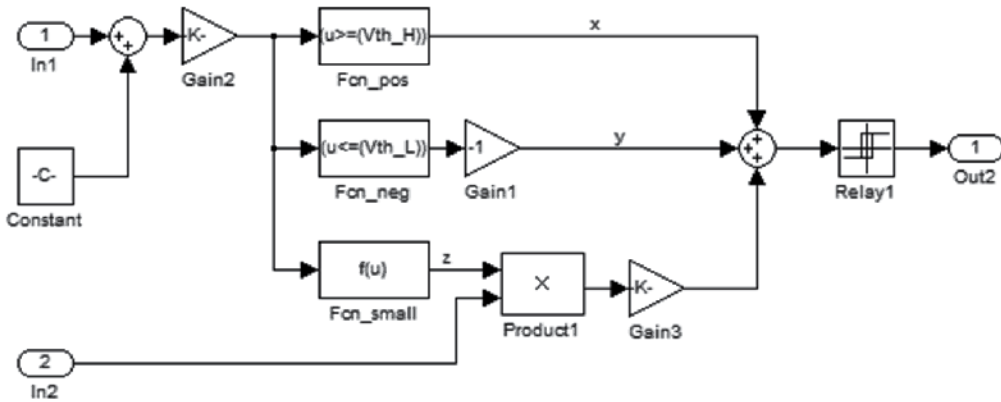 1
In1
-K-
Gain2
(u>=(Vth_H))
Fcn_pos
x
-C-
Constant
(u<=(Vth_L))
Fcn_neg
-1
Gain1
y
Relay1
1
Out2
f(u)
Fcn_small
z
Product1
-K-
Gain3
2
In2